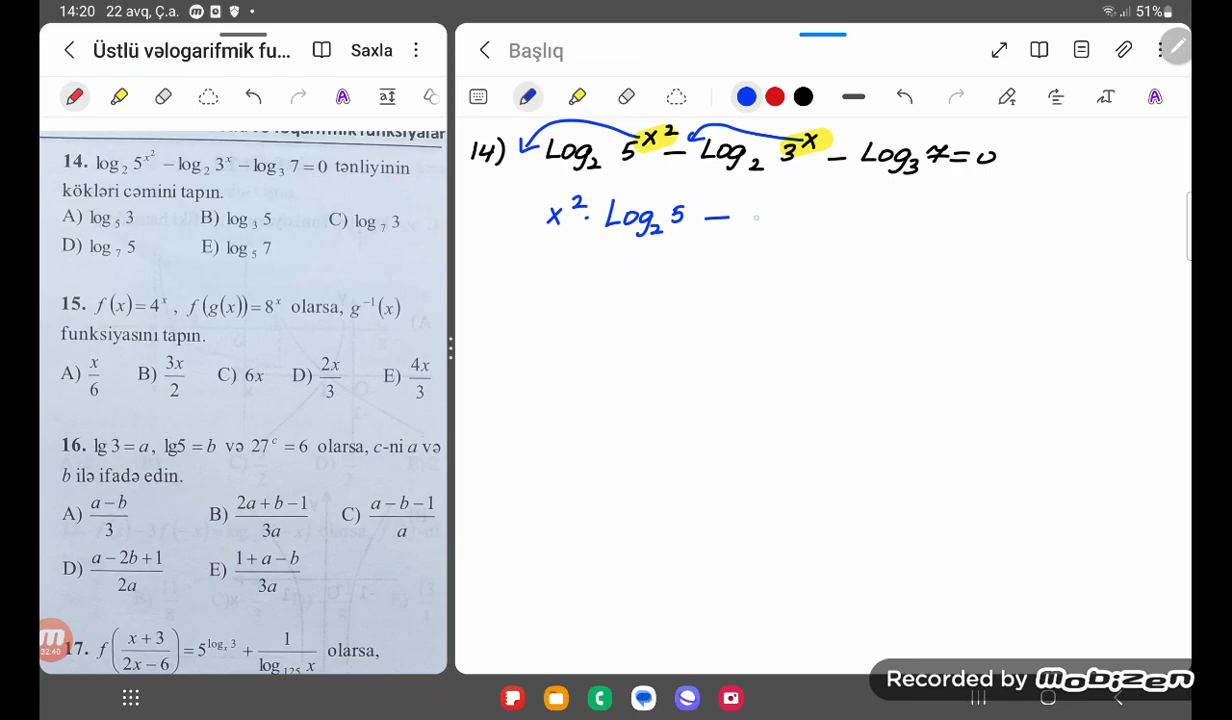 14:20 22 avq, Ç.a. 51%
Üstlü vəlogarifmik fu... Saxla
Başlıq
14. log₂ 5^(x²) − log₂ 3^x − log₃ 7 = 0 tənliyinin
kökləri cəmini tapın.
A) log₅ 3 B) log₃ 5 C) log₇ 3
D) log₇ 5 E) log₅ 7
15. f(x) = 4^x, f(g(x)) = 8^x olarsa, g⁻¹(x)
funksiyasını tapın.
A) x/6 B) 3x/2 C) 6x D) 2x/3 E) 4x/3
16. lg 3 = a, lg5 = b və 27^c = 6 olarsa, c-ni a və
b ilə ifadə edin.
A) (a−b)/3 B) (2a+b−1)/3a C) (a−b−1)/a
D) (a−2b+1)/2a E) (1+a−b)/3a
17. f((x+3)/(2x−6)) = 5^(logₓ 3) + 1/(log₁₂₅ x) olarsa,
32:40
14) Log₂ 5^(x²) − Log₂ 3^x − Log₃ 7 = 0
x² · Log₂ 5 −
Recorded by mobizen